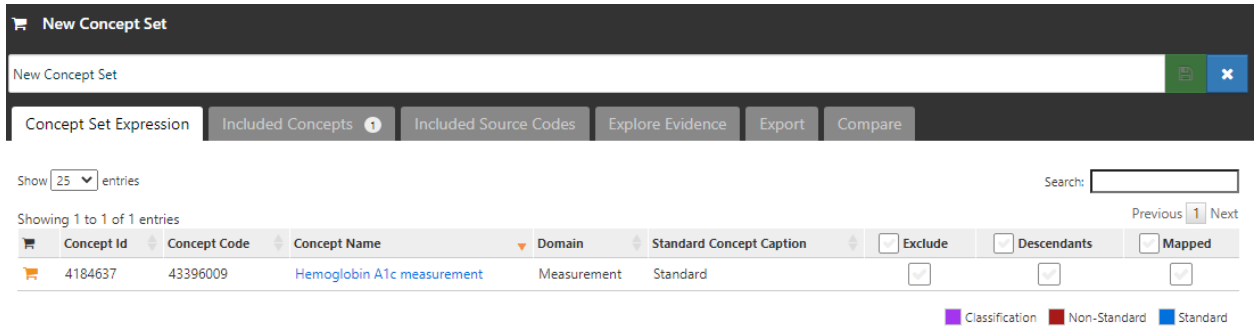 New Concept Set
New Concept Set
Concept Set Expression Included Concepts 1 Included Source Codes Explore Evidence Export Compare
Show 25 entries Search:
Showing 1 to 1 of 1 entries Previous 1 Next
Concept Id Concept Code Concept Name Domain Standard Concept Caption Exclude Descendants Mapped
4184637 43396009 Hemoglobin A1c measurement Measurement Standard
Classification Non-Standard Standard